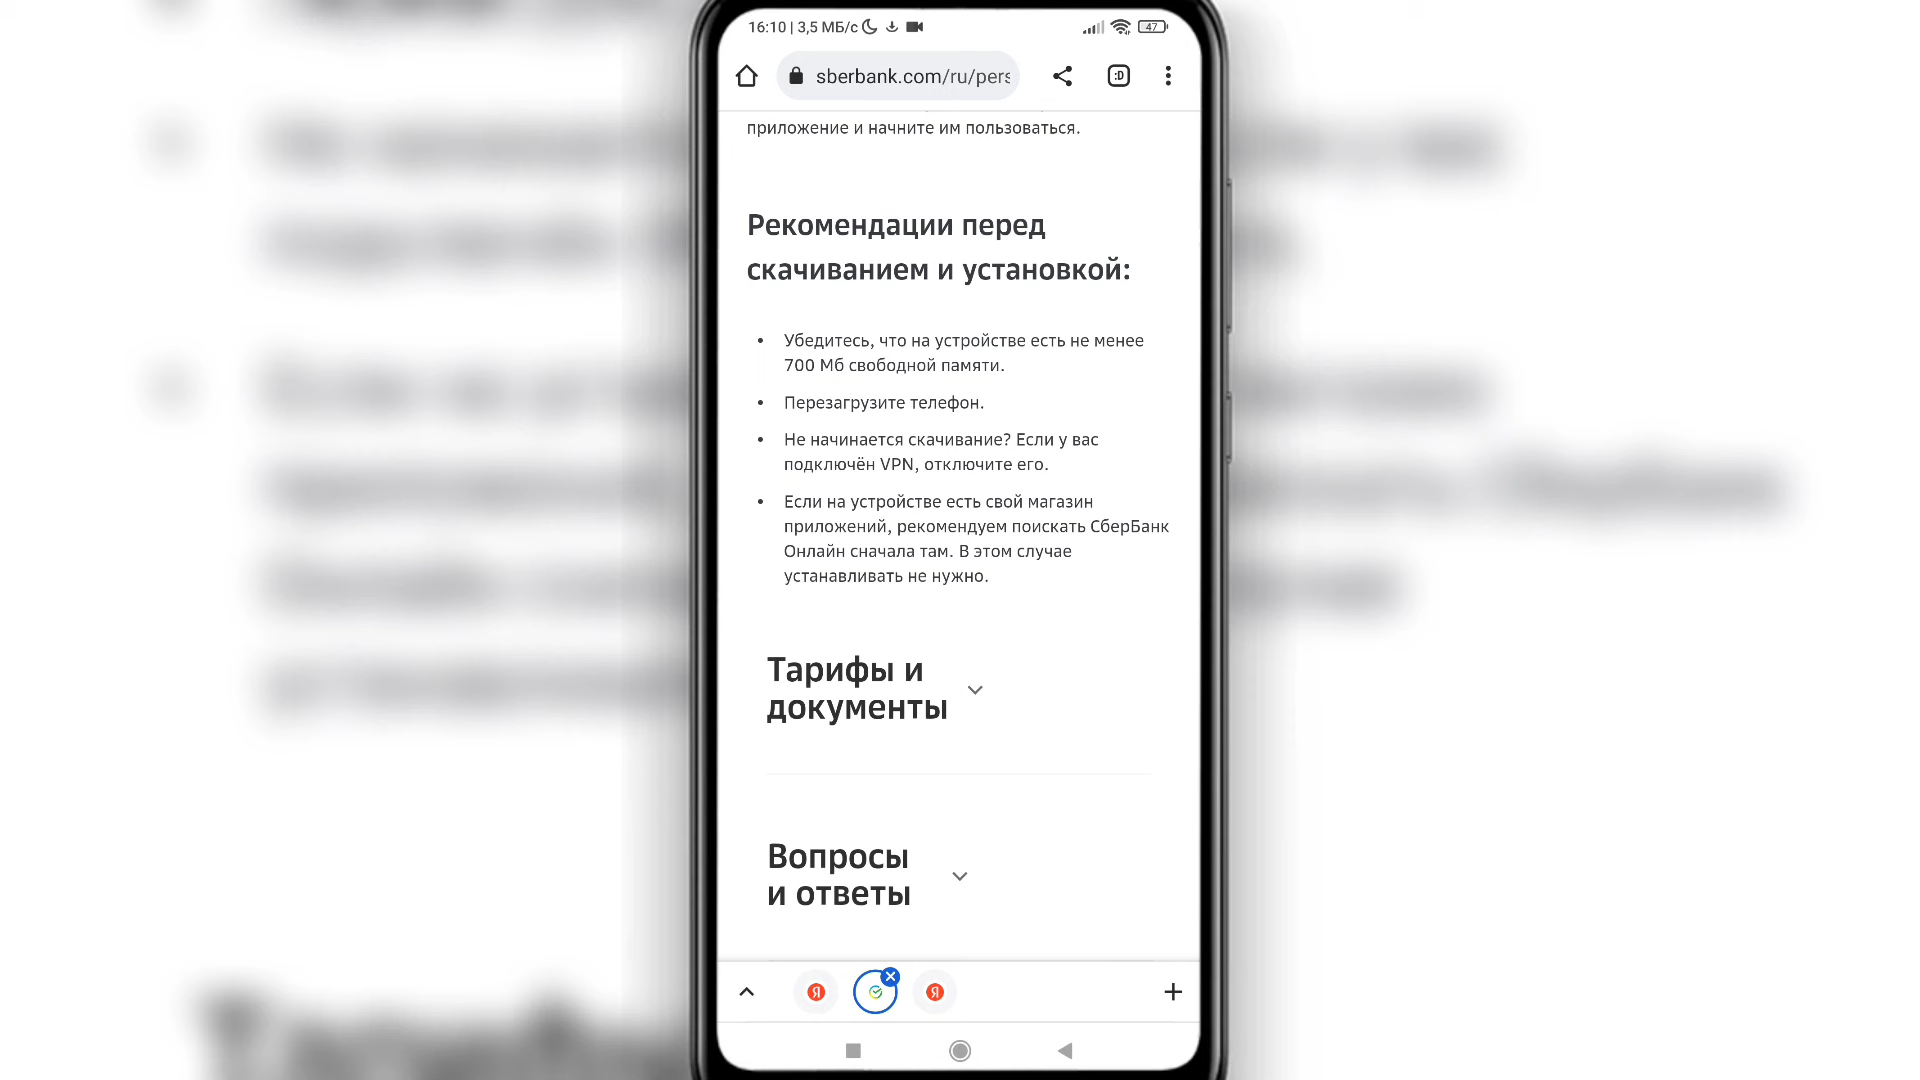 16:10 | 3,5 МБ/с
47
sberbank.com/ru/pers
:D
приложение и начните им пользоваться.
Рекомендации перед
скачиванием и установкой:
• Убедитесь, что на устройстве есть не менее
700 Мб свободной памяти.
• Перезагрузите телефон.
• Не начинается скачивание? Если у вас
подключён VPN, отключите его.
• Если на устройстве есть свой магазин
приложений, рекомендуем поискать СберБанк
Онлайн сначала там. В этом случае
устанавливать не нужно.
Тарифы и
документы
Вопросы
и ответы
Я
Я